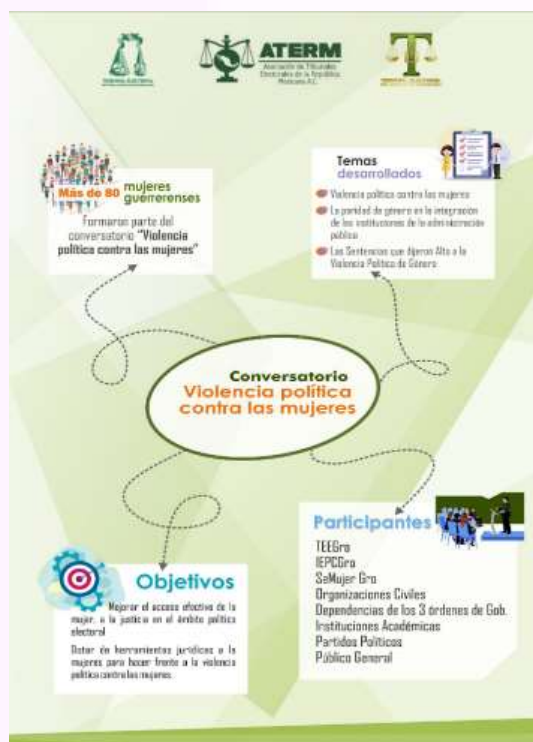 ATERM
Asociación de Tribunales
Electorales de la República
Mexicana A.C.
Más de 80 mujeres
guerrerenses
Formaron parte del
conversatorio "Violencia
política contra las mujeres"
Temas
desarrollados
Violencia política contra las mujeres
La paridad de género en la integración
de las instituciones de la administración
pública
Las Sentencias que dijeron Alto a la
Violencia Política de Género
Conversatorio
Violencia política
contra las mujeres
Objetivos
Mejorar el acceso efectivo de la
mujer, a la justicia en el ámbito político
electoral
Dotar de herramientas jurídicas a la
mujeres para hacer frente a la violencia
política contra las mujeres
Participantes
TEEGro
IEPCGro
SeMujer Gro
Organizaciones Civiles
Dependencias de los 3 órdenes de Gob.
Instituciones Académicas
Partidos Políticos
Público General